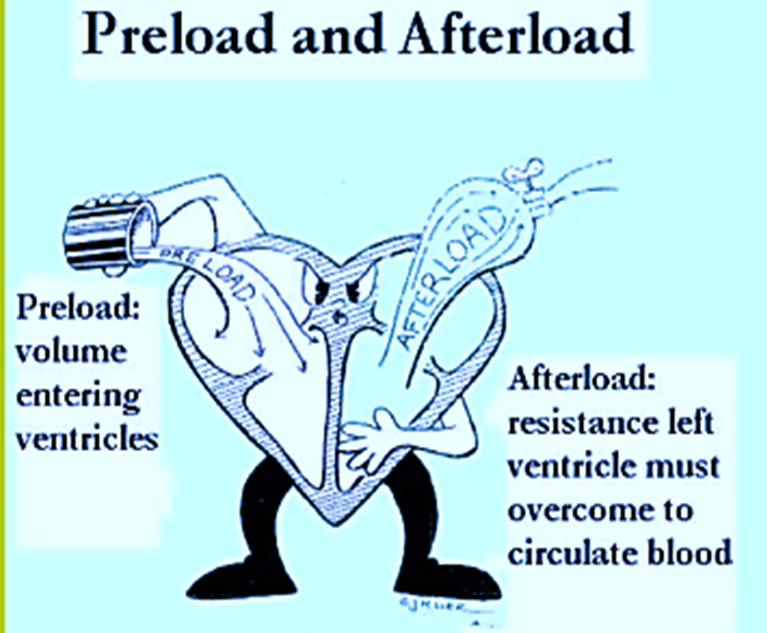 Preload and Afterload
PRELOAD
AFTERLOAD
Preload:
volume
entering
ventricles
Afterload:
resistance left
ventricle must
overcome to
circulate blood